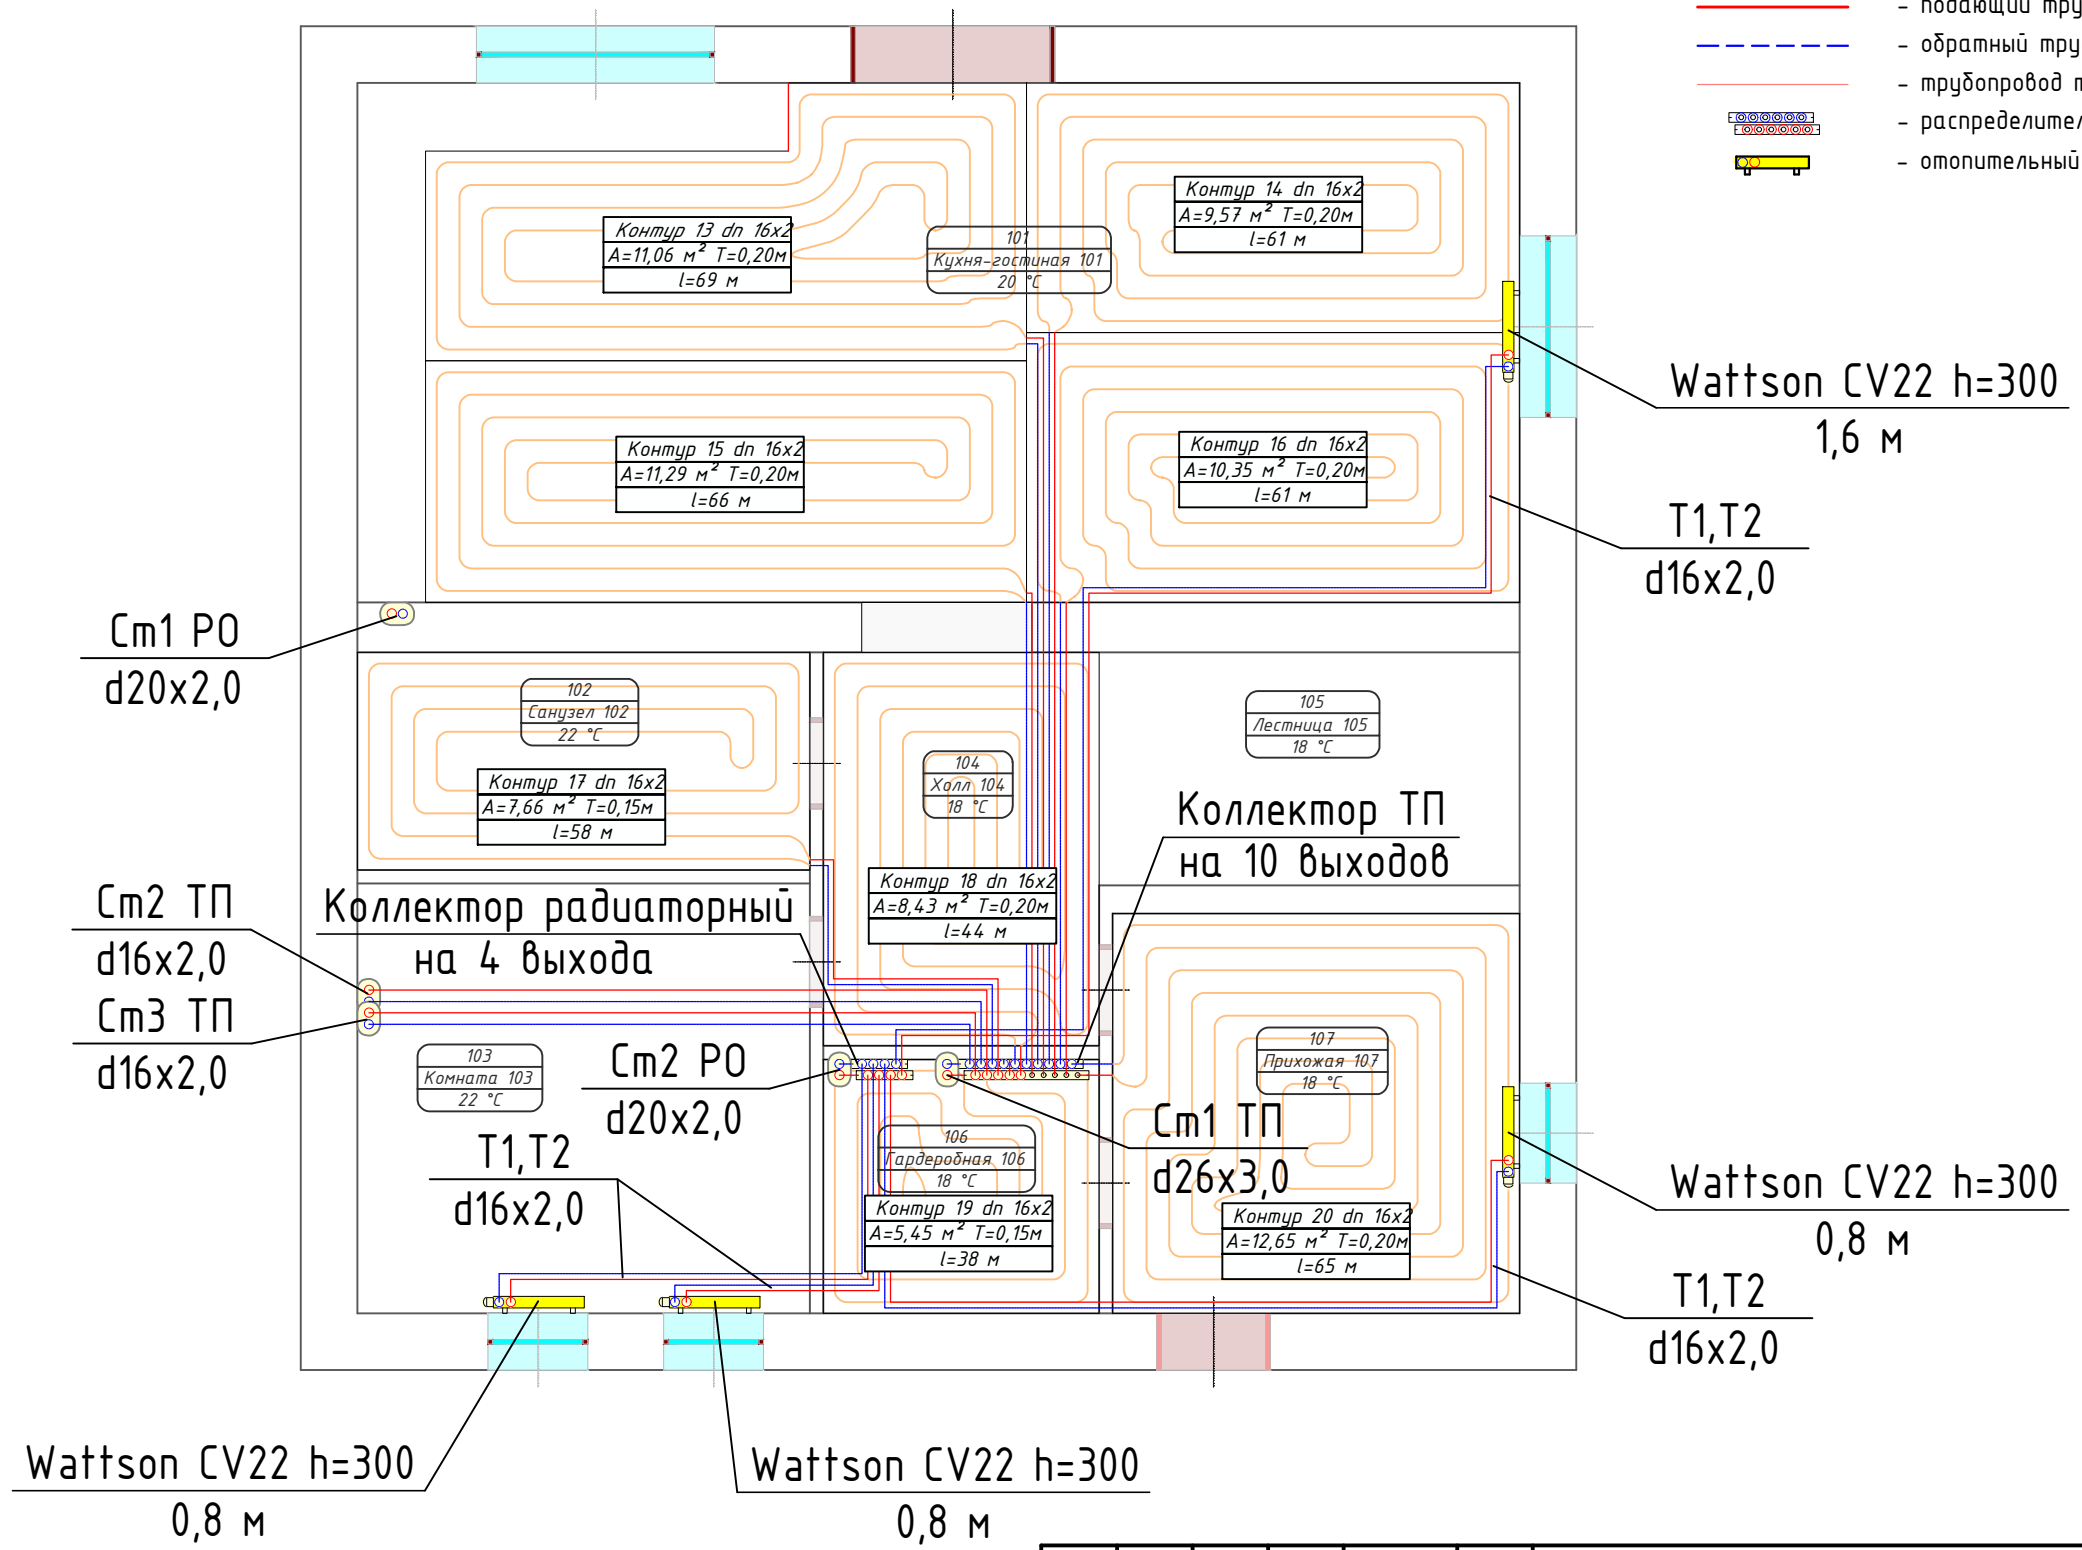 - подающий тру
- обратный тру
- трубопровод т
- распределител
- отопительный
Контур 13 dn 16x2
A=11,06 м² T=0,20м
l=69 м
101
Кухня-гостиная 101
20 °C
Контур 14 dn 16x2
A=9,57 м² T=0,20м
l=61 м
Wattson CV22 h=300
1,6 м
Контур 15 dn 16x2
A=11,29 м² T=0,20м
l=66 м
Контур 16 dn 16x2
A=10,35 м² T=0,20м
l=61 м
T1,T2
d16x2,0
Ст1 РО
d20x2,0
102
Санузел 102
22 °C
Контур 17 dn 16x2
A=7,66 м² T=0,15м
l=58 м
104
Холл 104
18 °C
105
Лестница 105
18 °C
Коллектор ТП
на 10 выходов
Контур 18 dn 16x2
A=8,43 м² T=0,20м
l=44 м
Коллектор радиаторный
на 4 выхода
Ст2 ТП
d16x2,0
Ст3 ТП
d16x2,0
103
Комната 103
22 °C
Ст2 РО
d20x2,0
T1,T2
d16x2,0
106
Гардеробная 106
18 °C
Контур 19 dn 16x2
A=5,45 м² T=0,15м
l=38 м
Ст1 ТП
d26x3,0
107
Прихожая 107
18 °C
Контур 20 dn 16x2
A=12,65 м² T=0,20м
l=65 м
Wattson CV22 h=300
0,8 м
T1,T2
d16x2,0
Wattson CV22 h=300
0,8 м
Wattson CV22 h=300
0,8 м